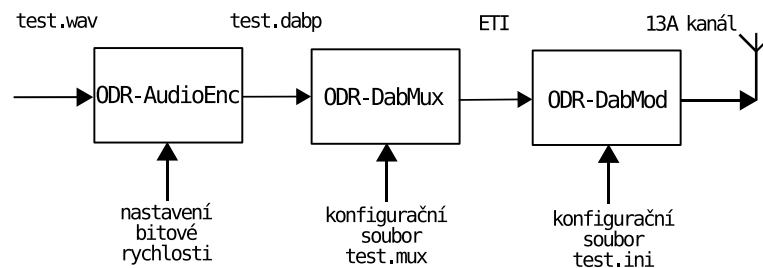 test.wav
test.dabp
ETI
13A kanál
ODR-AudioEnc
ODR-DabMux
ODR-DabMod
nastavení
bitové
rychlosti
konfigurační
soubor
test.mux
konfigurační
soubor
test.ini